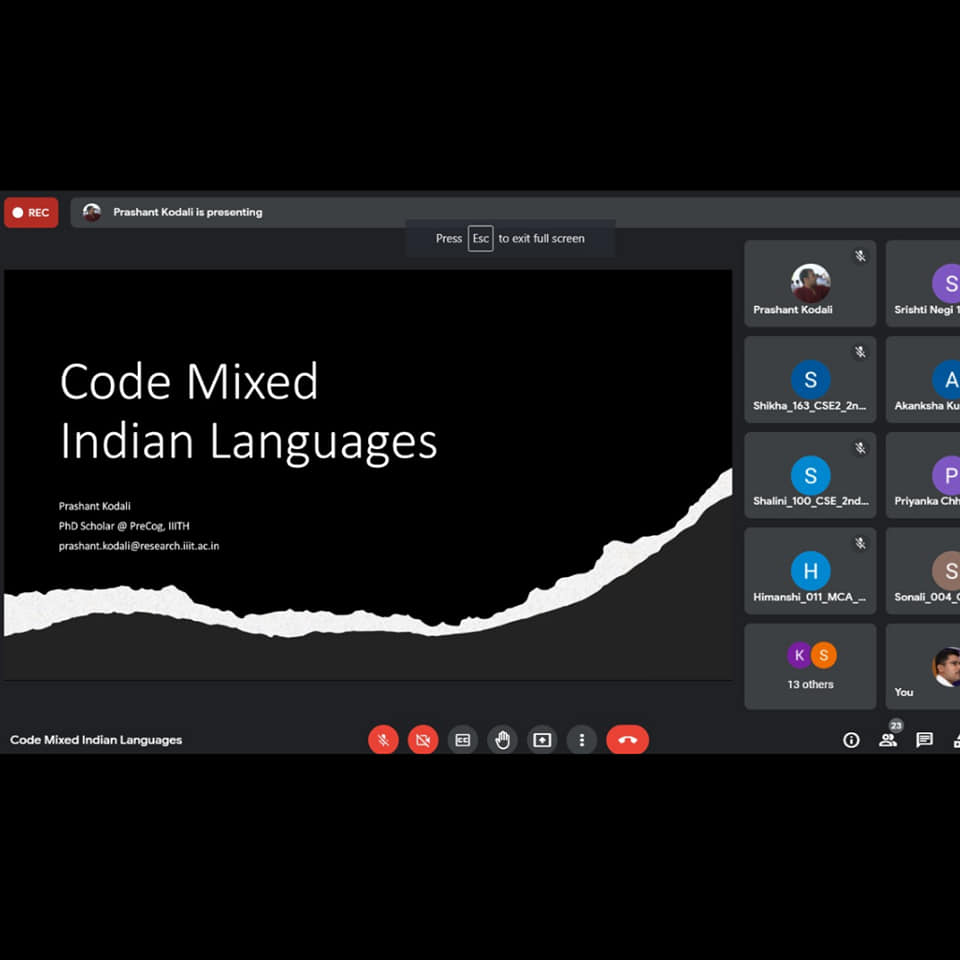 REC
Prashant Kodali is presenting
Press Esc to exit full screen
Code Mixed
Indian Languages
Prashant Kodali
PhD Scholar @ PreCog, IIITH
prashant.kodali@research.iiit.ac.in
Prashant Kodali
Srishti Negi 1
S
Shikha_163_CSE2_2n...
A
Akanksha Ku
S
Shalini_100_CSE_2nd...
P
Priyanka Chh
H
Himanshi_011_MCA_...
S
Sonali_004_
K S
13 others
You
S
Code Mixed Indian Languages
CC
23